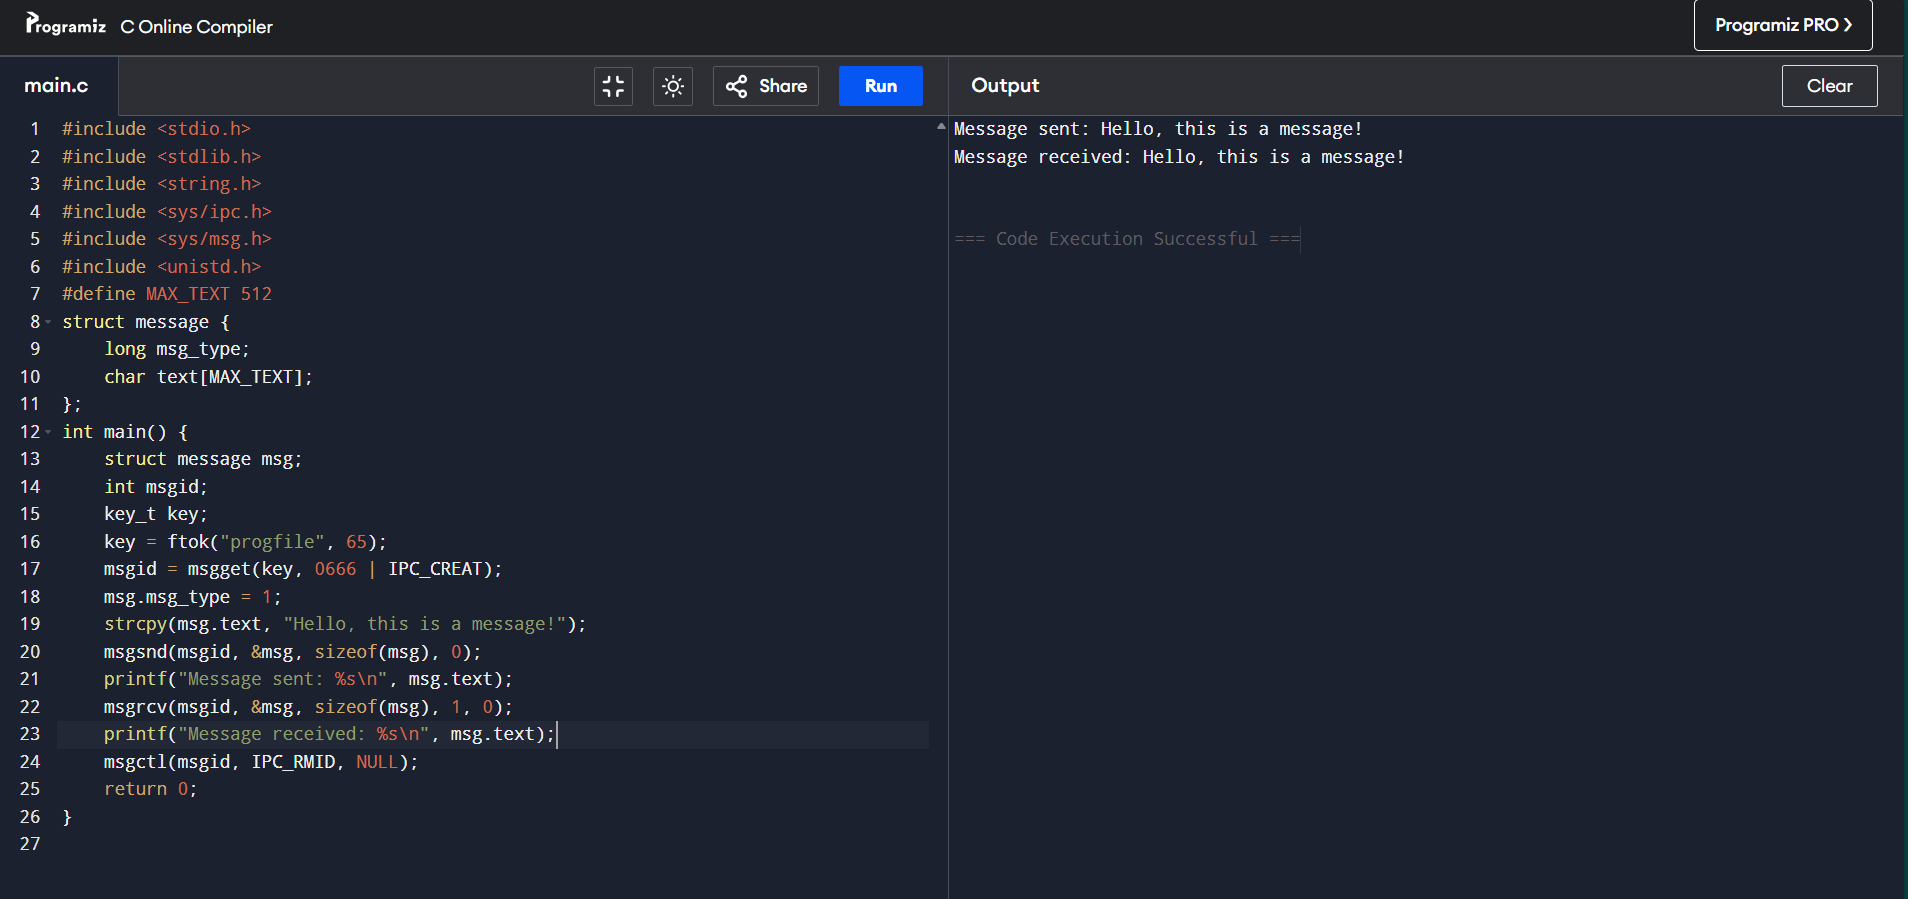 Programiz C Online Compiler
Programiz PRO
main.c
Share
Run
Output
Clear
1 #include <stdio.h>
2 #include <stdlib.h>
3 #include <string.h>
4 #include <sys/ipc.h>
5 #include <sys/msg.h>
6 #include <unistd.h>
7 #define MAX_TEXT 512
8 struct message {
9     long msg_type;
10     char text[MAX_TEXT];
11 };
12 int main() {
13     struct message msg;
14     int msgid;
15     key_t key;
16     key = ftok("progfile", 65);
17     msgid = msgget(key, 0666 | IPC_CREAT);
18     msg.msg_type = 1;
19     strcpy(msg.text, "Hello, this is a message!");
20     msgsnd(msgid, &msg, sizeof(msg), 0);
21     printf("Message sent: %s\n", msg.text);
22     msgrcv(msgid, &msg, sizeof(msg), 1, 0);
23     printf("Message received: %s\n", msg.text);
24     msgctl(msgid, IPC_RMID, NULL);
25     return 0;
26 }
27
Message sent: Hello, this is a message!
Message received: Hello, this is a message!
=== Code Execution Successful ===